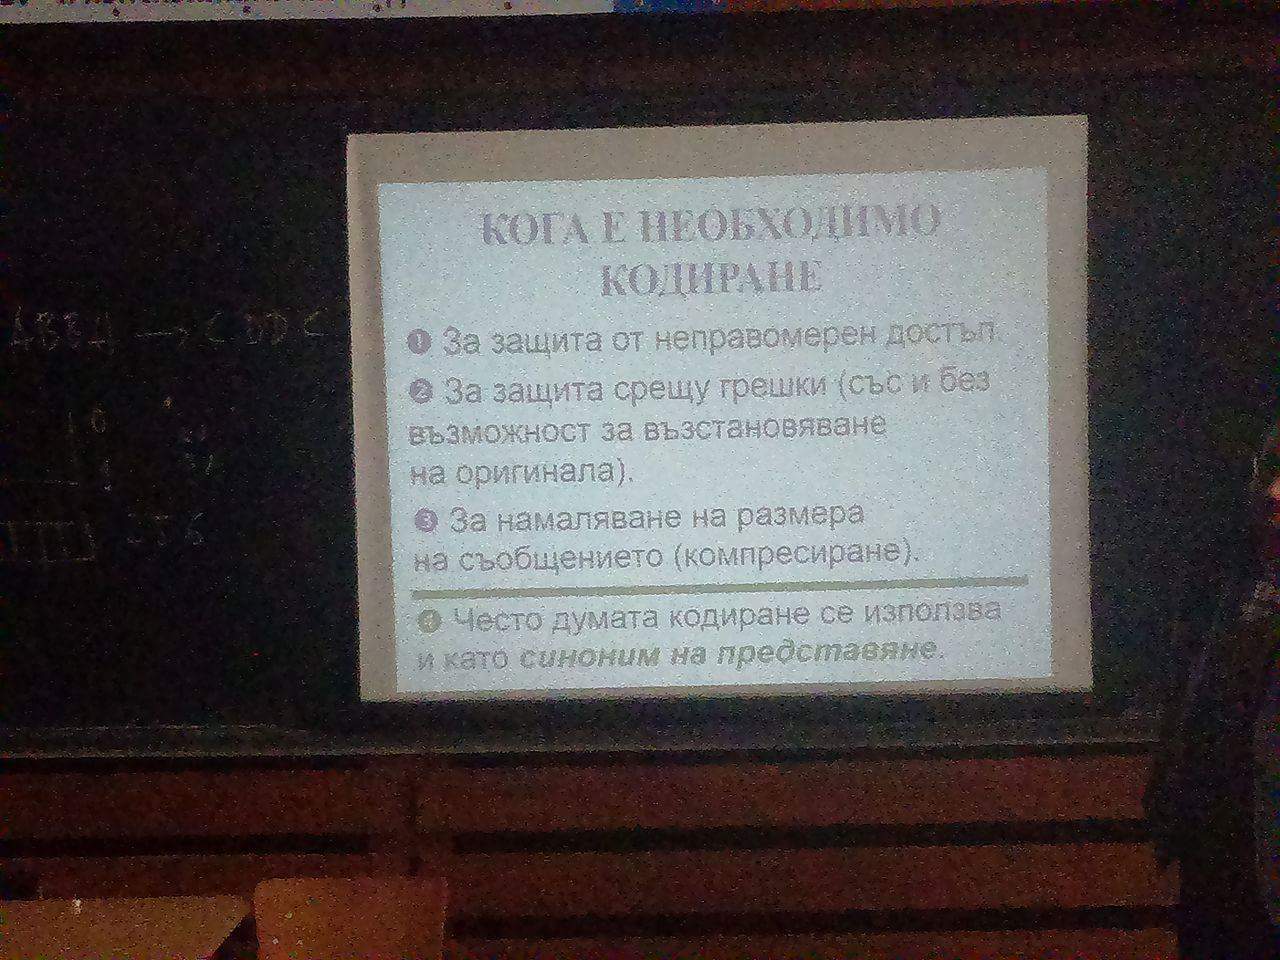 КОГА Е НЕОБХОДИМО
КОДИРАНЕ
❶ За защита от неправомерен достъп.
❷ За защита срещу грешки (със и без
възможност за възстановяване
на оригинала).
❸ За намаляване на размера
на съобщението (компресиране).
❹ Често думата кодиране се използва
и като синоним на представяне.